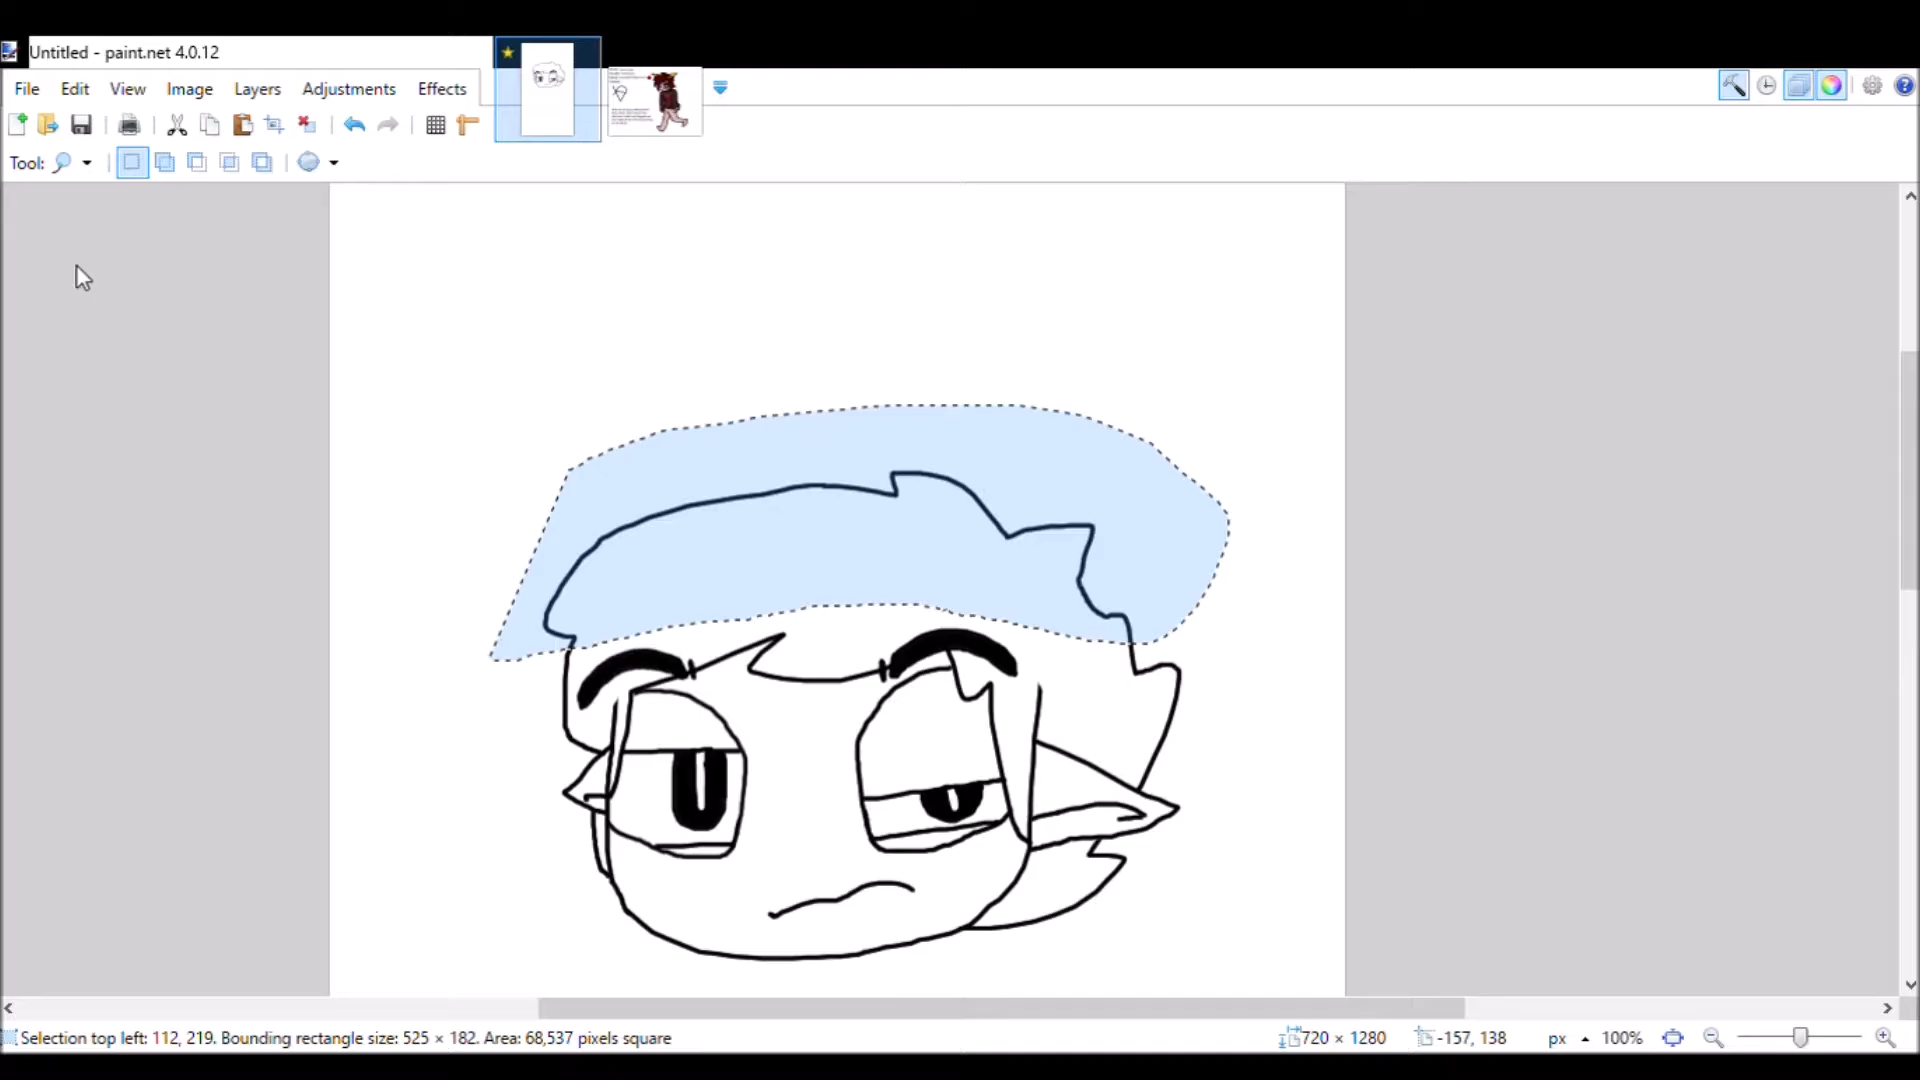 Untitled - paint.net 4.0.12
File Edit View Image Layers Adjustments Effects
Tool:
Selection top left: 112, 219. Bounding rectangle size: 525 × 182. Area: 68,537 pixels square
720 × 1280
-157, 138
px
100%